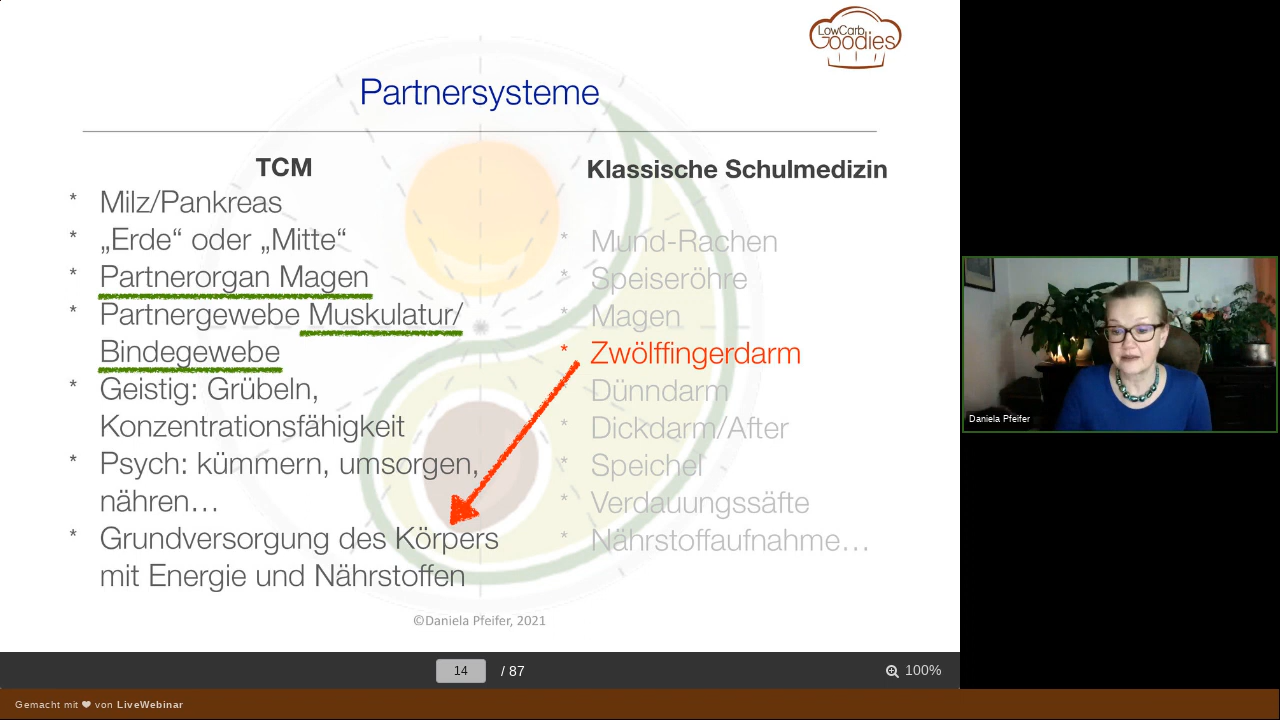 LowCarb
Goodies
Partnersysteme
TCM
* Milz/Pankreas
* „Erde“ oder „Mitte“
* Partnerorgan Magen
* Partnergewebe Muskulatur/
Bindegewebe
* Geistig: Grübeln,
Konzentrationsfähigkeit
* Psych: kümmern, umsorgen,
nähren…
* Grundversorgung des Körpers
mit Energie und Nährstoffen
Klassische Schulmedizin
* Mund-Rachen
* Speiseröhre
* Magen
* Zwölffingerdarm
* Dünndarm
* Dickdarm/After
* Speichel
* Verdauungssäfte
* Nährstoffaufnahme…
©Daniela Pfeifer, 2021
Daniela Pfeifer
14 / 87
100%
Gemacht mit ❤ von LiveWebinar